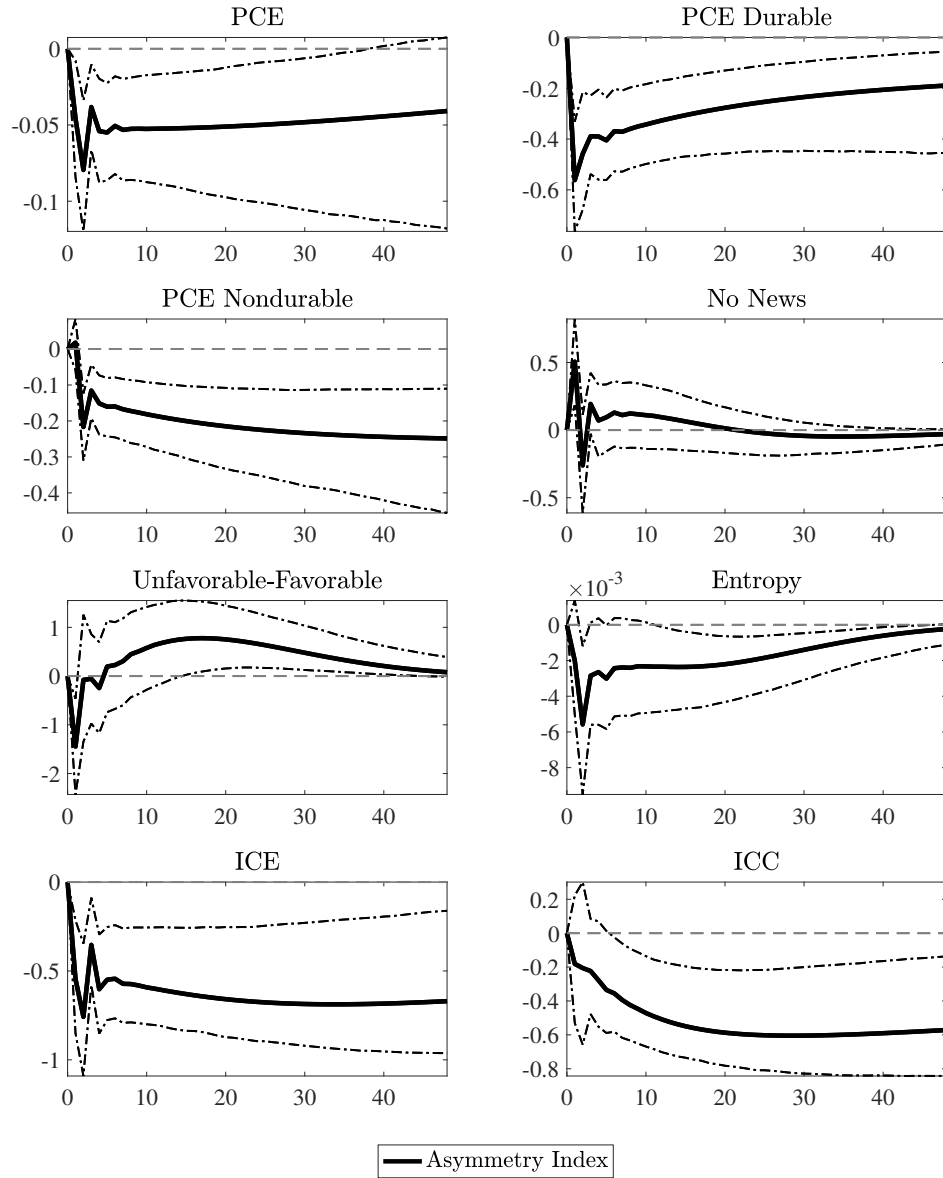 PCE
0
-0.05
-0.1
0 10 20 30 40
PCE Durable
0
-0.2
-0.4
-0.6
0 10 20 30 40
PCE Nondurable
0
-0.1
-0.2
-0.3
-0.4
0 10 20 30 40
No News
0.5
0
-0.5
0 10 20 30 40
Unfavorable-Favorable
1
0
-1
-2
0 10 20 30 40
Entropy
×10⁻³
0
-2
-4
-6
-8
0 10 20 30 40
ICE
0
-0.5
-1
0 10 20 30 40
ICC
0.2
0
-0.2
-0.4
-0.6
-0.8
0 10 20 30 40
Asymmetry Index